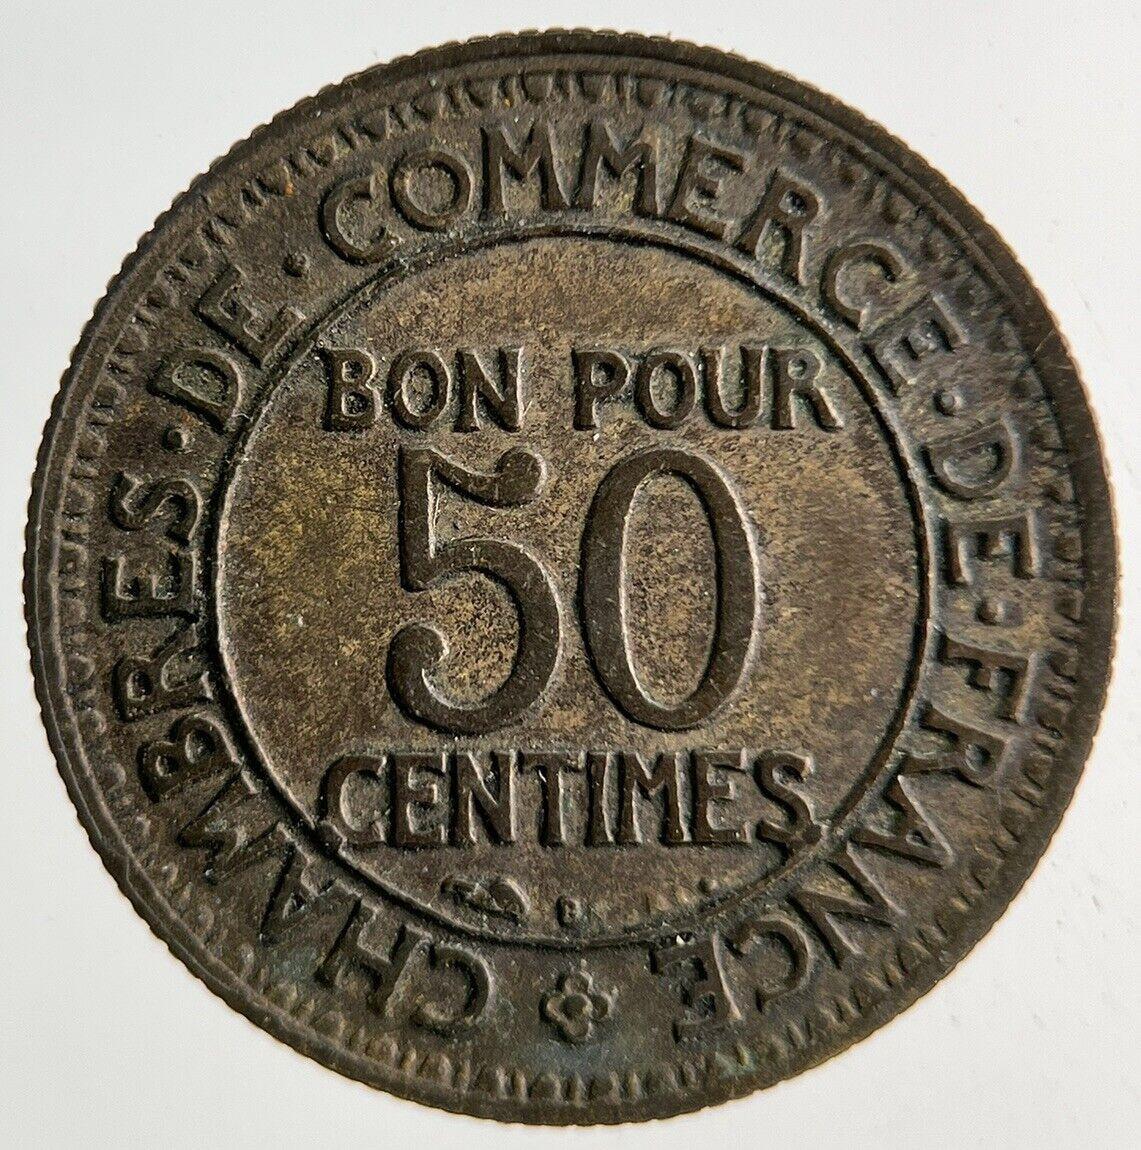 CHAMBRES · DE · COMMERCE · DE · FRANCE
BON POUR
50
CENTIMES